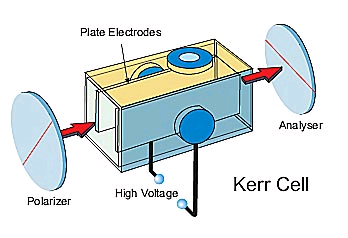 Plate Electrodes
Analyser
High Voltage
Kerr Cell
Polarizer